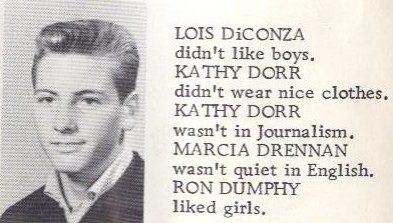 LOIS DiCONZA
didn't like boys.
KATHY DORR
didn't wear nice clothes.
KATHY DORR
wasn't in Journalism.
MARCIA DRENNAN
wasn't quiet in English.
RON DUMPHY
liked girls.